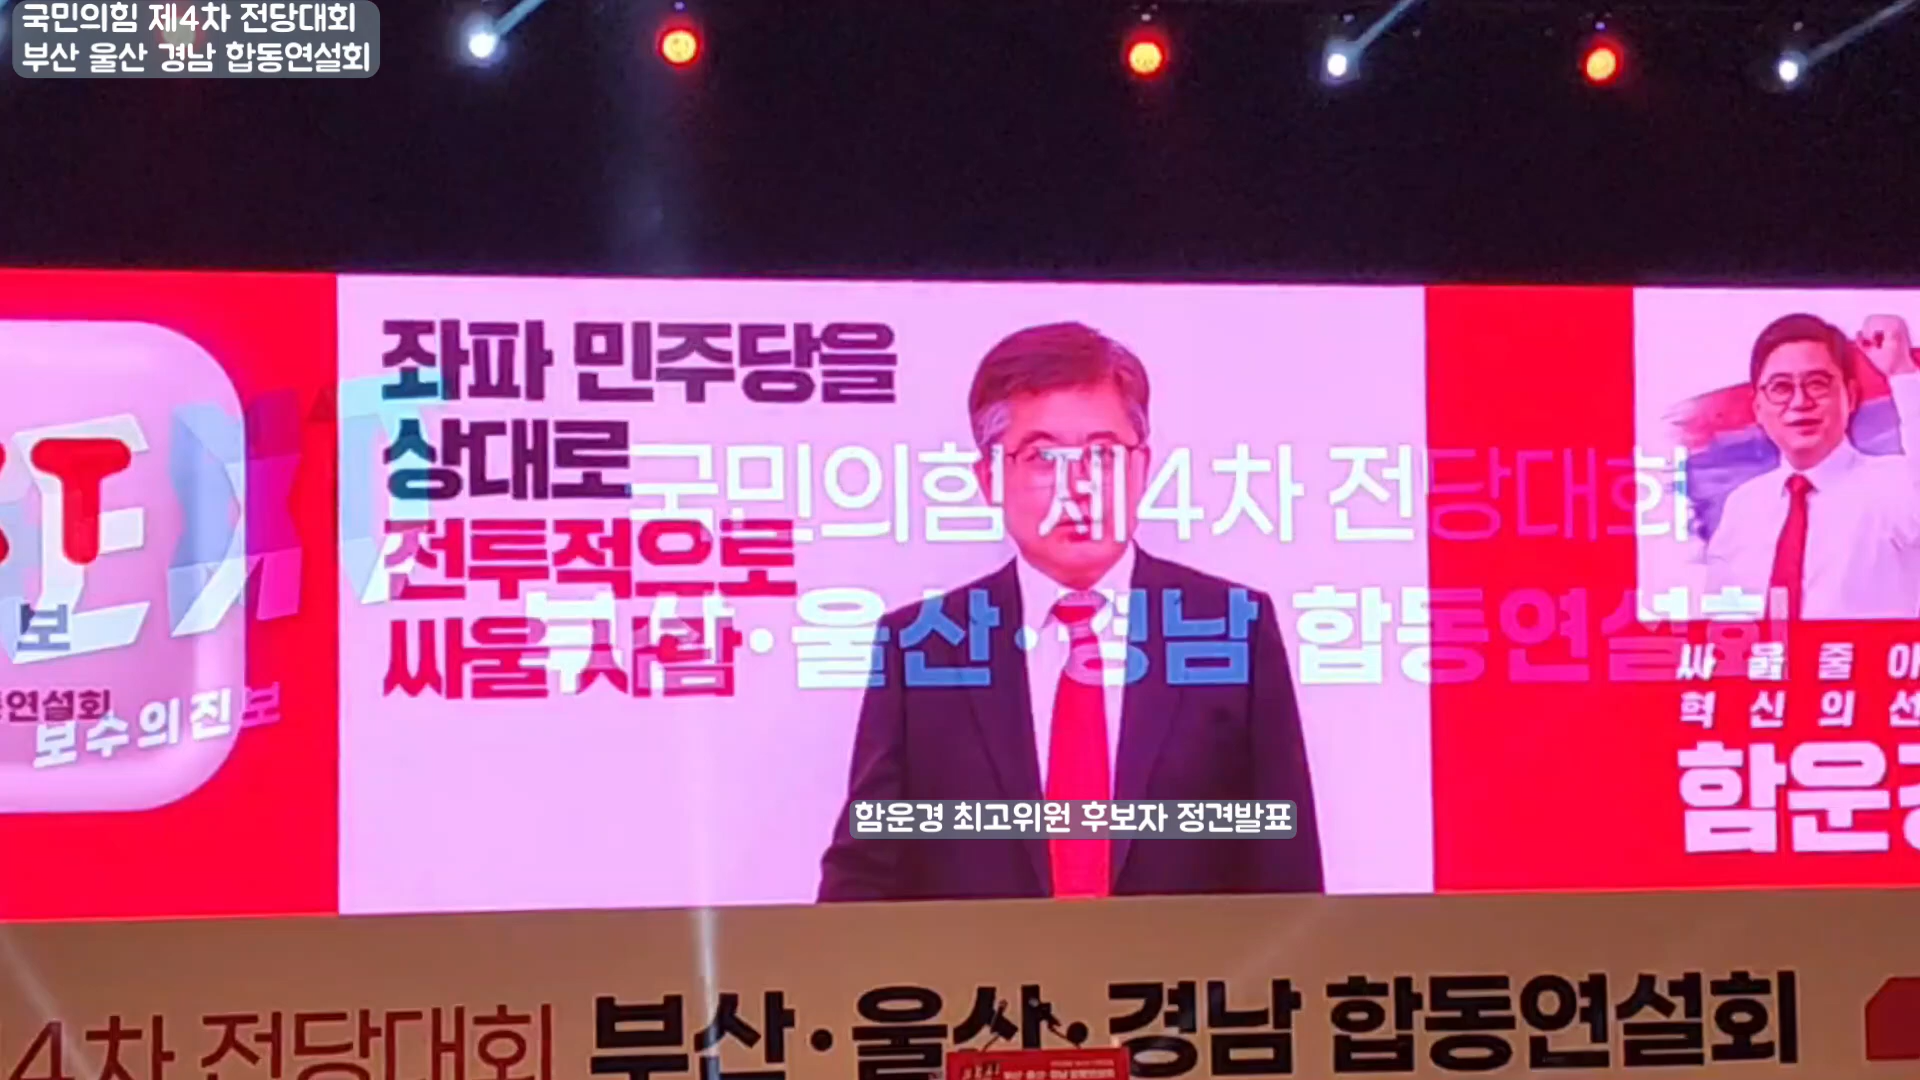 국민의힘 제4차 전당대회
부산 울산 경남 합동연설회
좌파 민주당을
상대로
전투적으로
싸울 사람
국민의힘 제4차 전당대회
부산·울산·경남 합동연설회
보
연설회
보수의진보
싸 움 줄 아
혁 신 의 선
함운경
함운경 최고위원 후보자 정견발표
4차 전당대회 부산·울산·경남 합동연설회